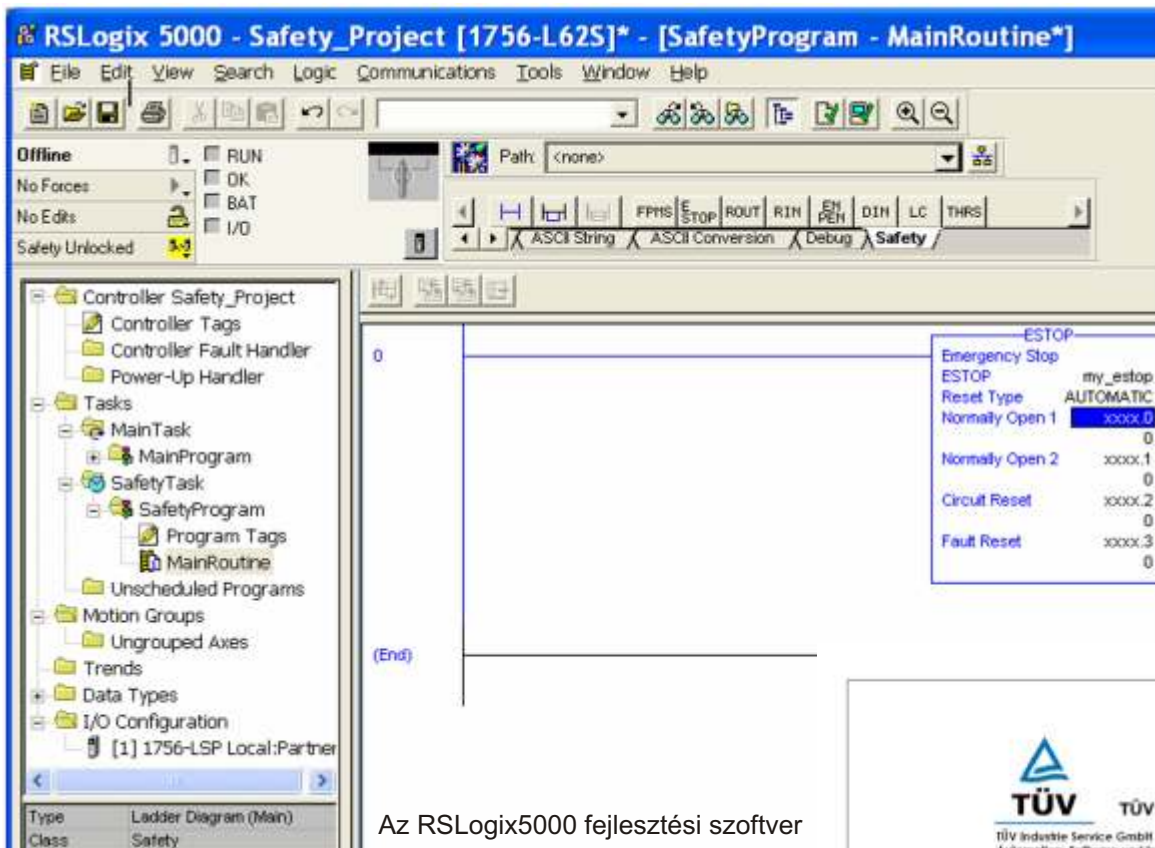 RSLogix 5000 - Safety_Project [1756-L62S]* - [SafetyProgram - MainRoutine*]
File Edit View Search Logic Communications Tools Window Help
Offline
RUN
No Forces
OK
No Edits
BAT
Safety Unlocked
I/O
Path: <none>
FPMS ESTOP ROUT RIN ENPEN DIN LC THRS
ASCII String ASCII Conversion Debug Safety
Controller Safety_Project
Controller Tags
Controller Fault Handler
Power-Up Handler
Tasks
MainTask
MainProgram
SafetyTask
SafetyProgram
Program Tags
MainRoutine
Unscheduled Programs
Motion Groups
Ungrouped Axes
Trends
Data Types
I/O Configuration
[1] 1756-LSP Local:Partner
Type Ladder Diagram (Main)
Class Safety
0
ESTOP
Emergency Stop
ESTOP my_estop
Reset Type AUTOMATIC
Normally Open 1 xxxx.0
0
Normally Open 2 xxxx.1
0
Circuit Reset xxxx.2
0
Fault Reset xxxx.3
0
(End)
Az RSLogix5000 fejlesztési szoftver
TÜV TÜV
TÜV Industrie Service GmbH